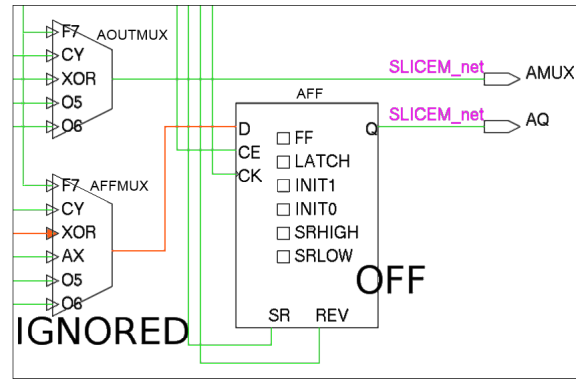 F7
AOUTMUX
CY
XOR
O5
O6
SLICEM_net
AMUX
AFF
SLICEM_net
AQ
D
Q
CE
CK
FF
LATCH
INIT1
INIT0
SRHIGH
SRLOW
OFF
SR REV
F7
AFFMUX
CY
XOR
AX
O5
O6
IGNORED